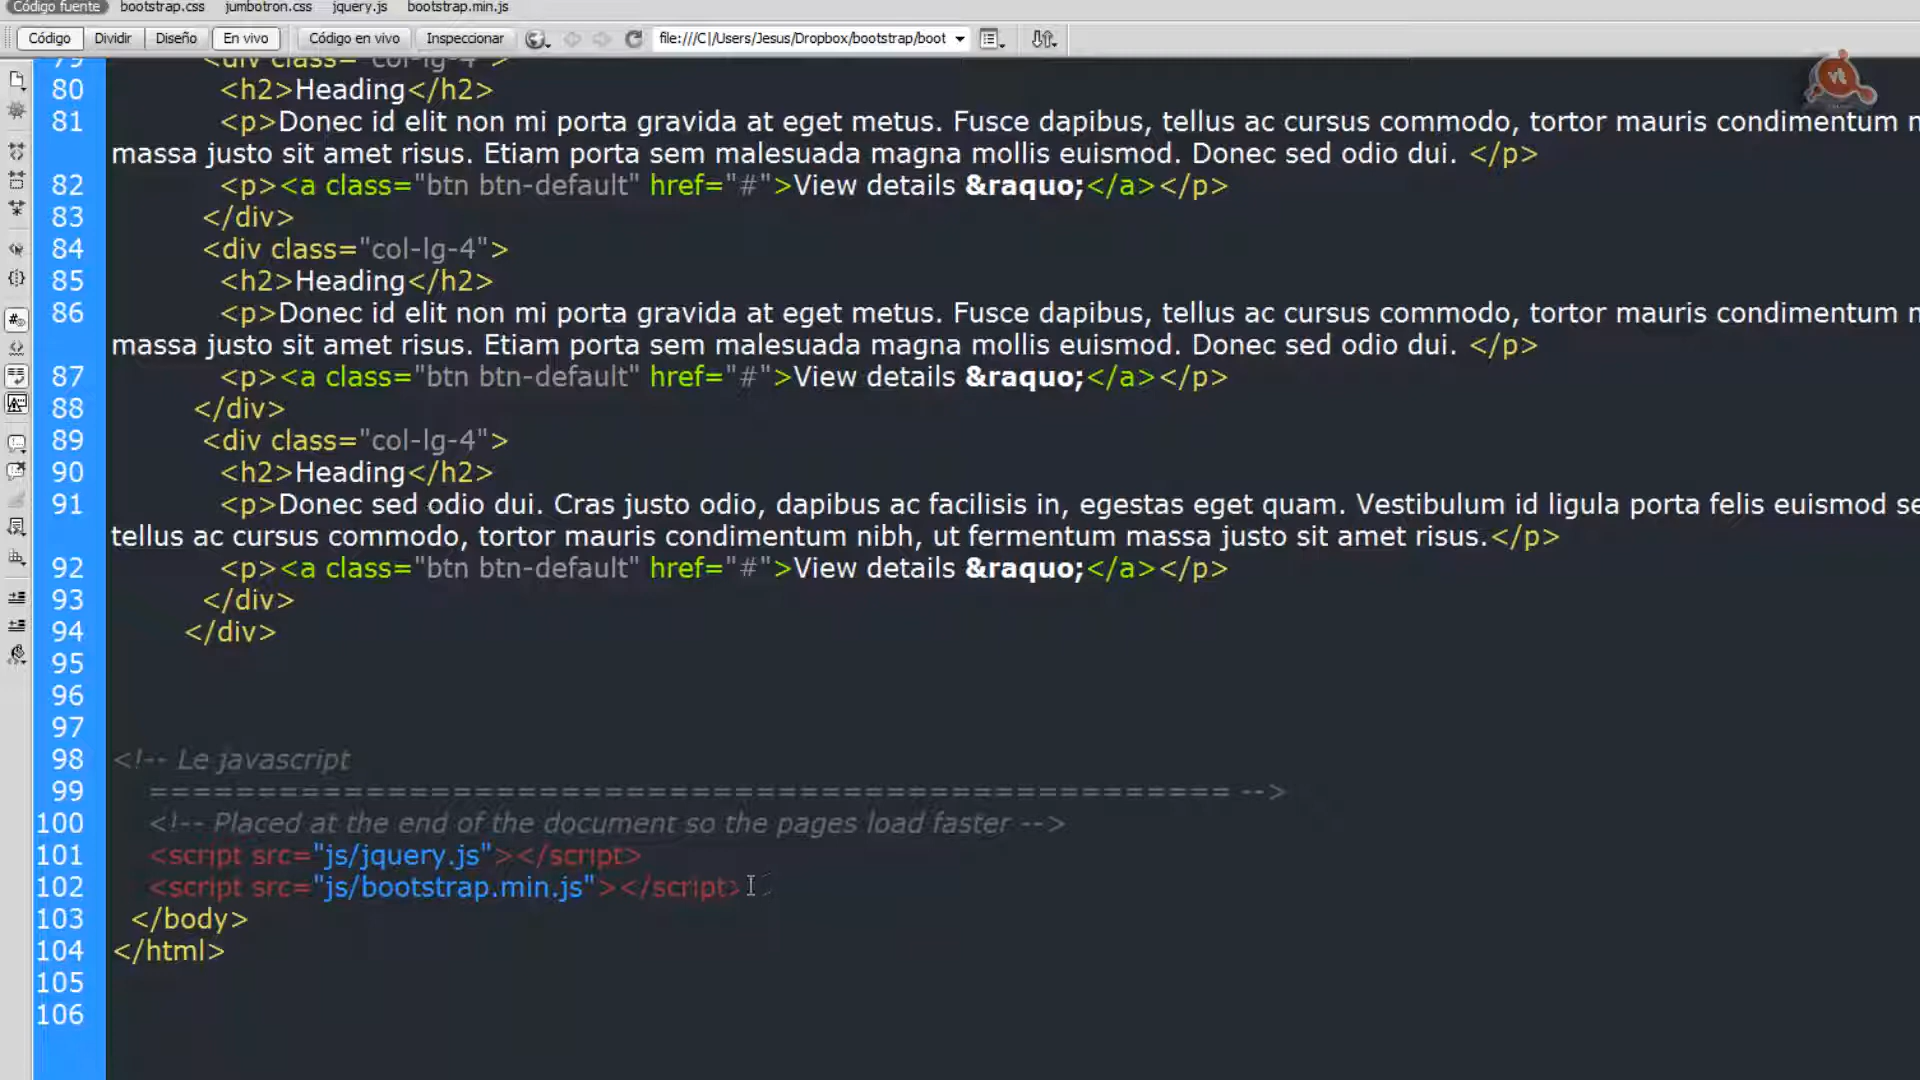 Código fuente bootstrap.css jumbotron.css jquery.js bootstrap.min.js
Código Dividir Diseño En vivo Código en vivo Inspeccionar file:///C|/Users/Jesus/Dropbox/bootstrap/boot
79 <div class="col-lg-4">
80 <h2>Heading</h2>
81 <p>Donec id elit non mi porta gravida at eget metus. Fusce dapibus, tellus ac cursus commodo, tortor mauris condimentum
massa justo sit amet risus. Etiam porta sem malesuada magna mollis euismod. Donec sed odio dui. </p>
82 <p><a class="btn btn-default" href="#">View details &raquo;</a></p>
83 </div>
84 <div class="col-lg-4">
85 <h2>Heading</h2>
86 <p>Donec id elit non mi porta gravida at eget metus. Fusce dapibus, tellus ac cursus commodo, tortor mauris condimentum
massa justo sit amet risus. Etiam porta sem malesuada magna mollis euismod. Donec sed odio dui. </p>
87 <p><a class="btn btn-default" href="#">View details &raquo;</a></p>
88 </div>
89 <div class="col-lg-4">
90 <h2>Heading</h2>
91 <p>Donec sed odio dui. Cras justo odio, dapibus ac facilisis in, egestas eget quam. Vestibulum id ligula porta felis euismod
tellus ac cursus commodo, tortor mauris condimentum nibh, ut fermentum massa justo sit amet risus.</p>
92 <p><a class="btn btn-default" href="#">View details &raquo;</a></p>
93 </div>
94 </div>
95
96
97
98 <!-- Le javascript
99 ================================================== -->
100 <!-- Placed at the end of the document so the pages load faster -->
101 <script src="js/jquery.js"></script>
102 <script src="js/bootstrap.min.js"></script>
103 </body>
104 </html>
105
106
vt